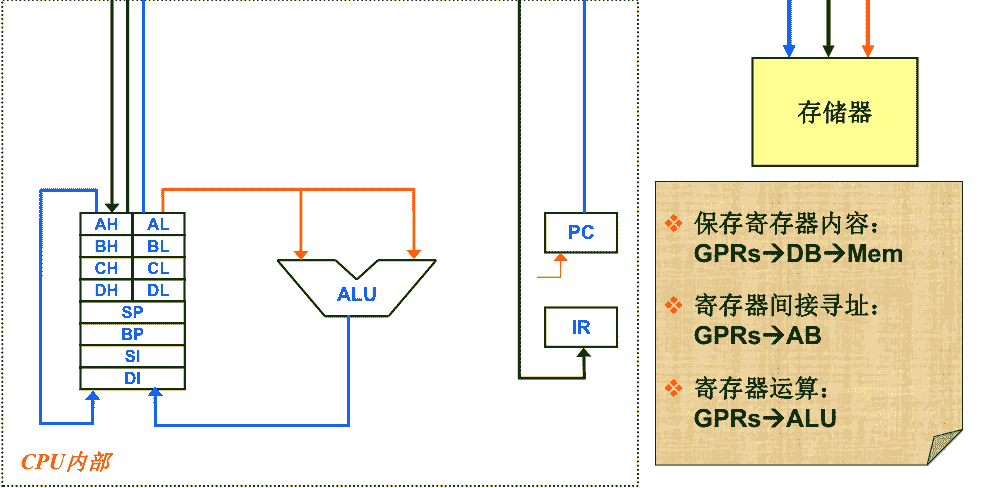 存储器
AH AL
BH BL
CH CL
DH DL
SP
BP
SI
DI
ALU
PC
IR
CPU内部
❖ 保存寄存器内容：
GPRs→DB→Mem
❖ 寄存器间接寻址：
GPRs→AB
❖ 寄存器运算：
GPRs→ALU